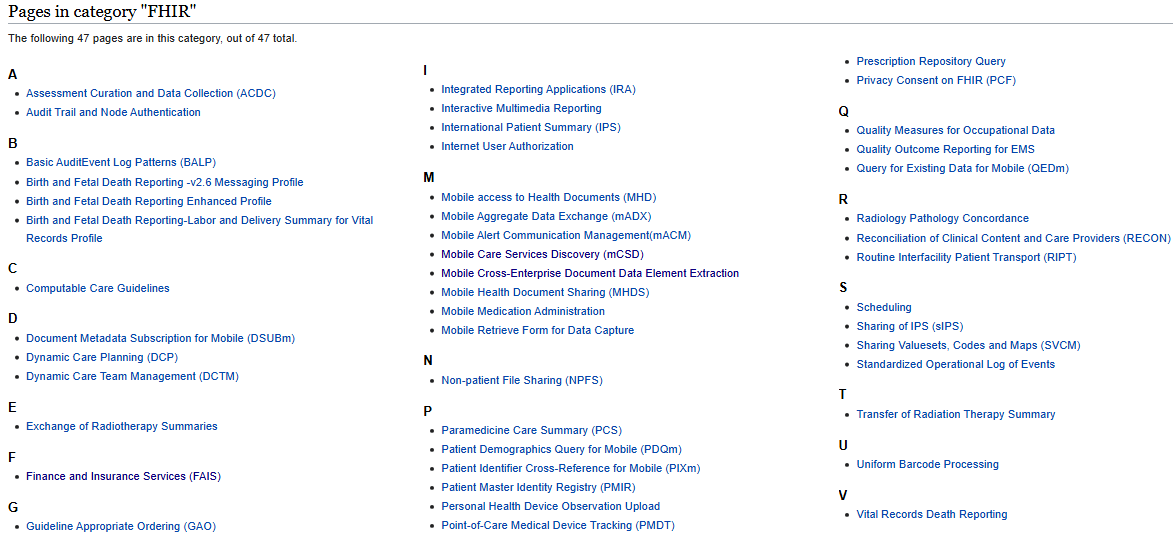 Pages in category "FHIR"
The following 47 pages are in this category, out of 47 total.
A
Assessment Curation and Data Collection (ACDC)
Audit Trail and Node Authentication
B
Basic AuditEvent Log Patterns (BALP)
Birth and Fetal Death Reporting -v2.6 Messaging Profile
Birth and Fetal Death Reporting Enhanced Profile
Birth and Fetal Death Reporting-Labor and Delivery Summary for Vital
Records Profile
C
Computable Care Guidelines
D
Document Metadata Subscription for Mobile (DSUBm)
Dynamic Care Planning (DCP)
Dynamic Care Team Management (DCTM)
E
Exchange of Radiotherapy Summaries
F
Finance and Insurance Services (FAIS)
G
Guideline Appropriate Ordering (GAO)
I
Integrated Reporting Applications (IRA)
Interactive Multimedia Reporting
International Patient Summary (IPS)
Internet User Authorization
M
Mobile access to Health Documents (MHD)
Mobile Aggregate Data Exchange (mADX)
Mobile Alert Communication Management(mACM)
Mobile Care Services Discovery (mCSD)
Mobile Cross-Enterprise Document Data Element Extraction
Mobile Health Document Sharing (MHDS)
Mobile Medication Administration
Mobile Retrieve Form for Data Capture
N
Non-patient File Sharing (NPFS)
P
Paramedicine Care Summary (PCS)
Patient Demographics Query for Mobile (PDQm)
Patient Identifier Cross-Reference for Mobile (PIXm)
Patient Master Identity Registry (PMIR)
Personal Health Device Observation Upload
Point-of-Care Medical Device Tracking (PMDT)
Prescription Repository Query
Privacy Consent on FHIR (PCF)
Q
Quality Measures for Occupational Data
Quality Outcome Reporting for EMS
Query for Existing Data for Mobile (QEDm)
R
Radiology Pathology Concordance
Reconciliation of Clinical Content and Care Providers (RECON)
Routine Interfacility Patient Transport (RIPT)
S
Scheduling
Sharing of IPS (sIPS)
Sharing Valuesets, Codes and Maps (SVCM)
Standardized Operational Log of Events
T
Transfer of Radiation Therapy Summary
U
Uniform Barcode Processing
V
Vital Records Death Reporting